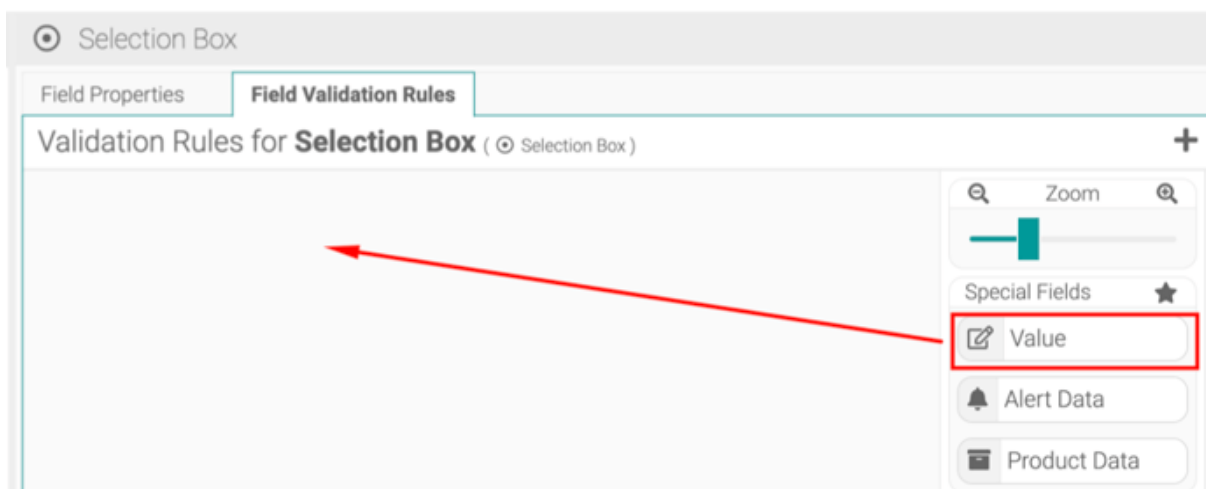 Selection Box
Field Properties Field Validation Rules
Validation Rules for Selection Box ( Selection Box )
Zoom
Special Fields
Value
Alert Data
Product Data